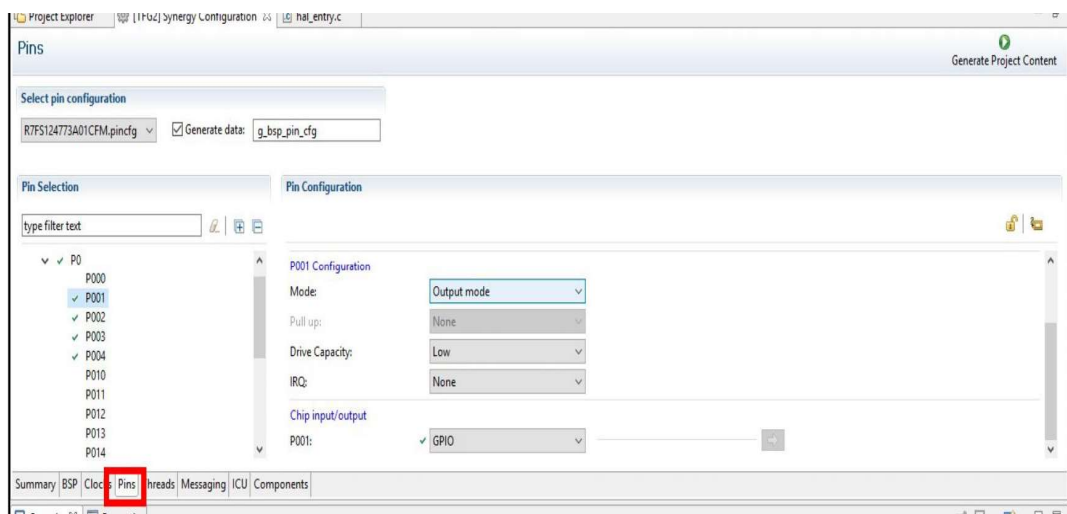 Project Explorer [TFG2] Synergy Configuration hal_entry.c
Pins
Generate Project Content
Select pin configuration
R7FS124773A01CFM.pincfg Generate data: g_bsp_pin_cfg
Pin Selection
type filter text
P0
P000
P001
P002
P003
P004
P010
P011
P012
P013
P014
Pin Configuration
P001 Configuration
Mode: Output mode
Pull up: None
Drive Capacity: Low
IRQ: None
Chip input/output
P001: GPIO
Summary BSP Clocks Pins Threads Messaging ICU Components